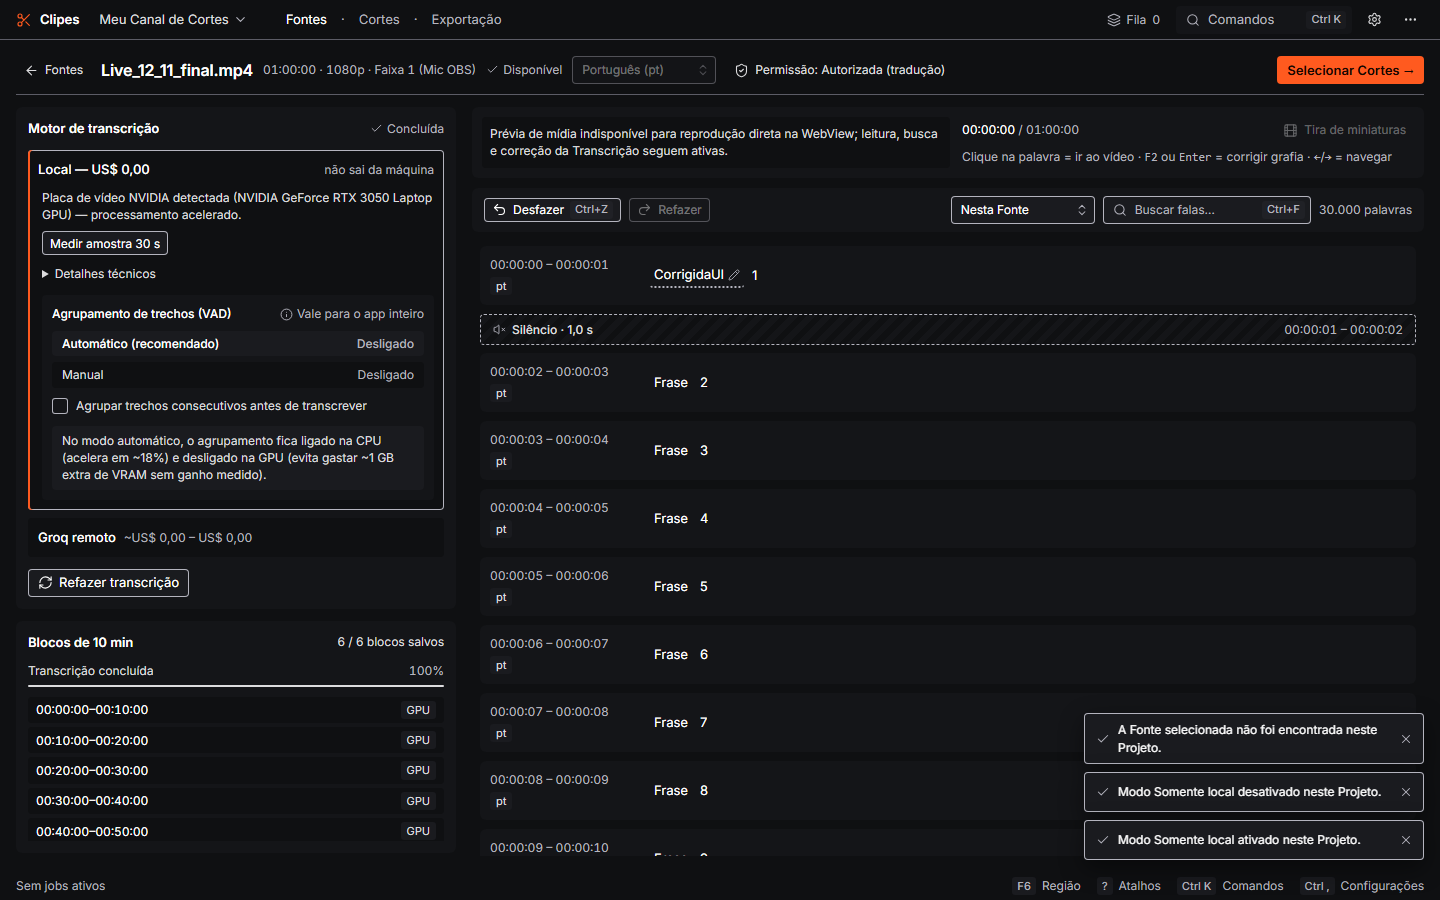 Clipes Meu Canal de Cortes Fontes · Cortes · Exportação Fila 0 Comandos Ctrl K
← Fontes Live_12_11_final.mp4 01:00:00 · 1080p · Faixa 1 (Mic OBS) Disponível Português (pt) Permissão: Autorizada (tradução) Selecionar Cortes →
Motor de transcrição Concluída
Local — US$ 0,00 não sai da máquina
Placa de vídeo NVIDIA detectada (NVIDIA GeForce RTX 3050 Laptop
GPU) — processamento acelerado.
Medir amostra 30 s
Detalhes técnicos
Agrupamento de trechos (VAD) Vale para o app inteiro
Automático (recomendado) Desligado
Manual Desligado
Agrupar trechos consecutivos antes de transcrever
No modo automático, o agrupamento fica ligado na CPU
(acelera em ~18%) e desligado na GPU (evita gastar ~1 GB
extra de VRAM sem ganho medido).
Groq remoto ~US$ 0,00 – US$ 0,00
Refazer transcrição
Blocos de 10 min 6 / 6 blocos salvos
Transcrição concluída 100%
00:00:00–00:10:00 GPU
00:10:00–00:20:00 GPU
00:20:00–00:30:00 GPU
00:30:00–00:40:00 GPU
00:40:00–00:50:00 GPU
Prévia de mídia indisponível para reprodução direta na WebView; leitura, busca
e correção da Transcrição seguem ativas.
00:00:00 / 01:00:00 Tira de miniaturas
Clique na palavra = ir ao vídeo · F2 ou Enter = corrigir grafia · ←/→ = navegar
Desfazer Ctrl+Z Refazer Nesta Fonte Buscar falas... Ctrl+F 30.000 palavras
00:00:00 – 00:00:01
pt
CorrigidaUI 1
Silêncio · 1,0 s 00:00:01 – 00:00:02
00:00:02 – 00:00:03
pt
Frase 2
00:00:03 – 00:00:04
pt
Frase 3
00:00:04 – 00:00:05
pt
Frase 4
00:00:05 – 00:00:06
pt
Frase 5
00:00:06 – 00:00:07
pt
Frase 6
00:00:07 – 00:00:08
pt
Frase 7
00:00:08 – 00:00:09
pt
Frase 8
00:00:09 – 00:00:10
A Fonte selecionada não foi encontrada neste
Projeto.
Modo Somente local desativado neste Projeto.
Modo Somente local ativado neste Projeto.
Sem jobs ativos F6 Região ? Atalhos Ctrl K Comandos Ctrl , Configurações